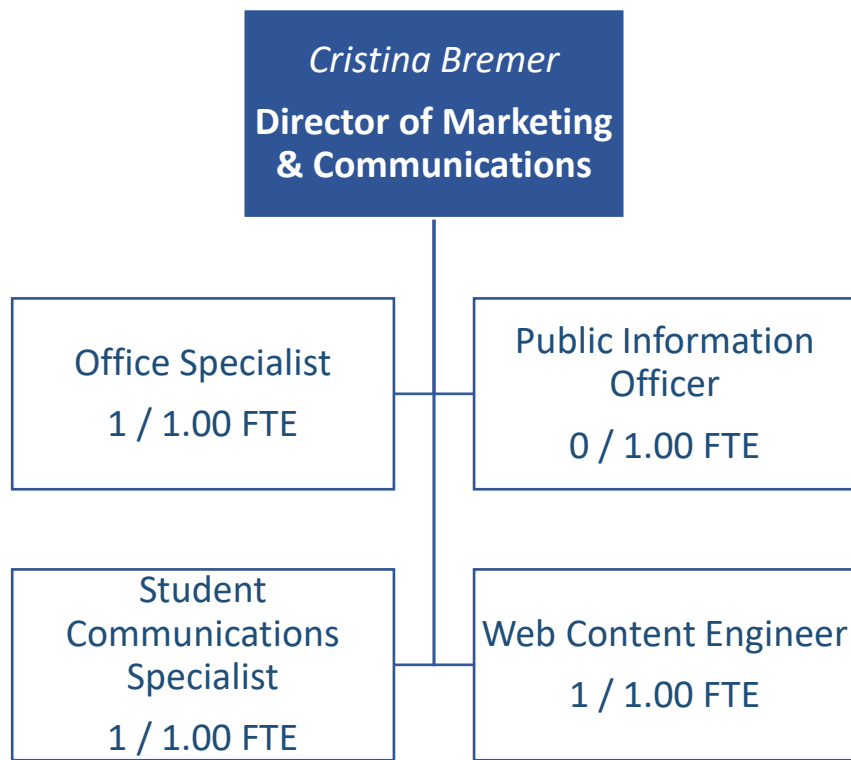 Cristina Bremer
Director of Marketing
& Communications
Office Specialist
1 / 1.00 FTE
Public Information
Officer
0 / 1.00 FTE
Student
Communications
Specialist
1 / 1.00 FTE
Web Content Engineer
1 / 1.00 FTE